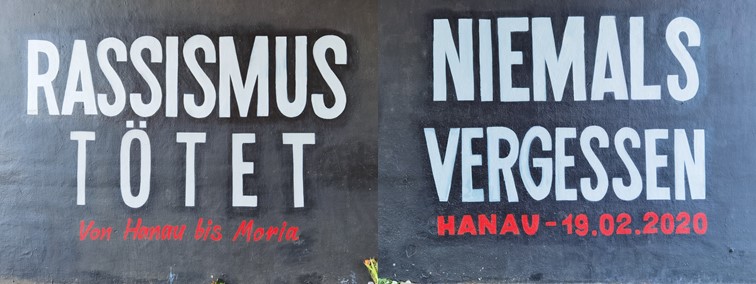 RASSISMUS
TÖTET
Von Hanau bis Moria
NIEMALS
VERGESSEN
HANAU - 19.02.2020